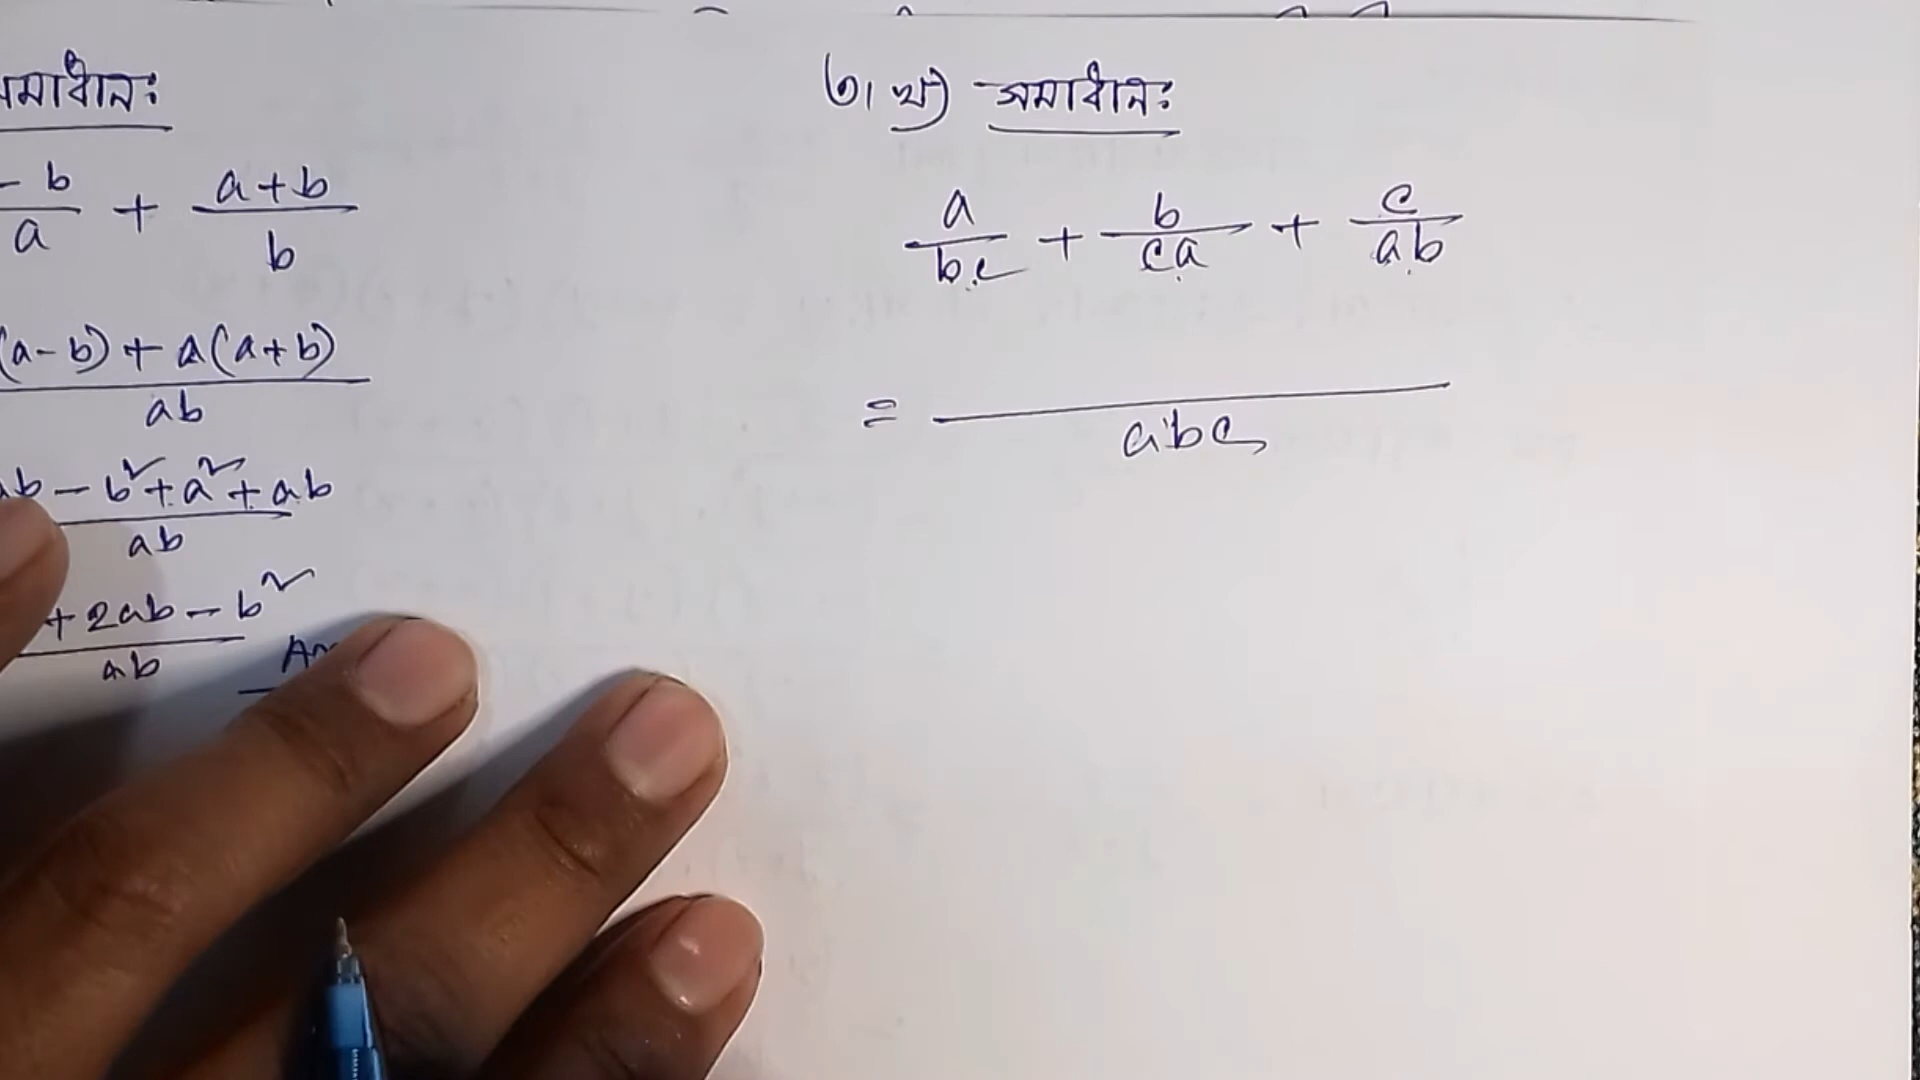 সমাধানঃ
- b/a + a+b/b
(a-b) + a(a+b)
ab
ab - b² + a² + ab
ab
+ 2ab - b²
ab
৩। খ) সমাধানঃ
a/bc + b/ca + c/ab
=
abc